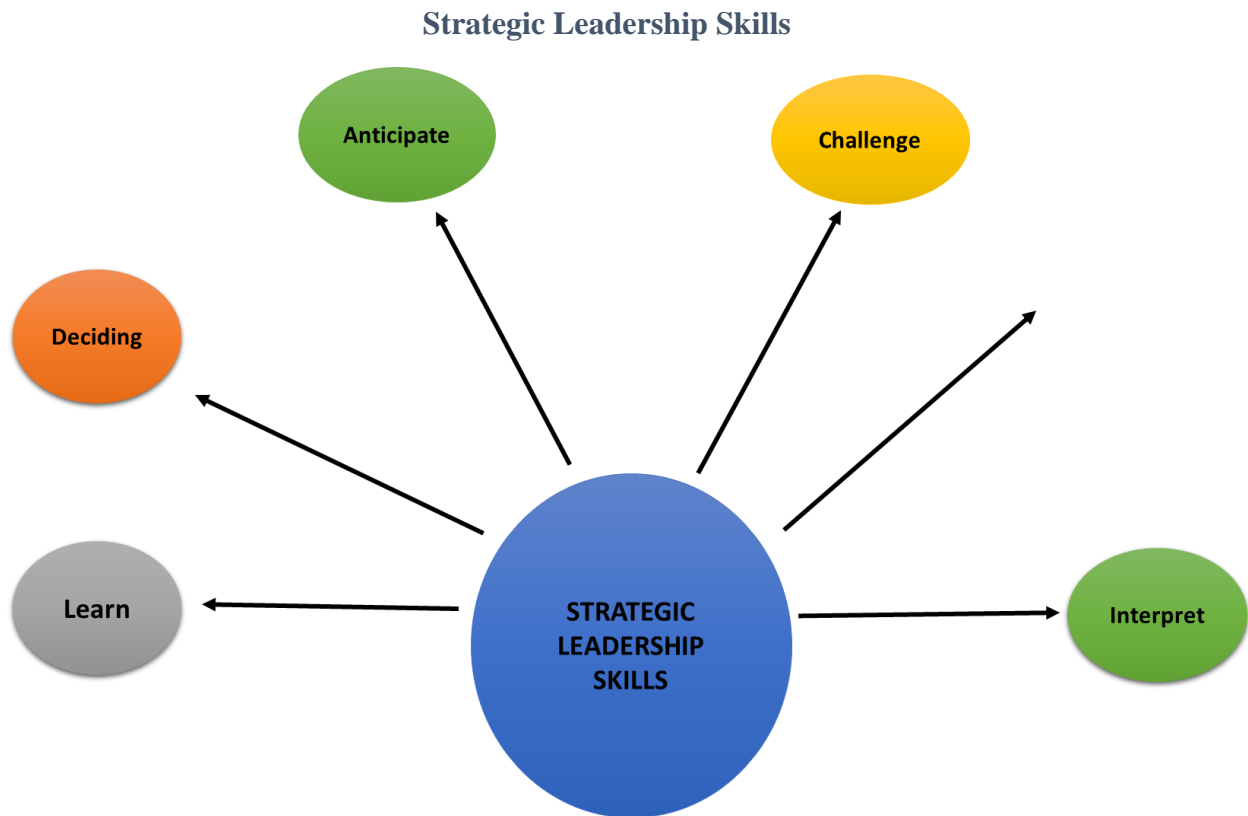 Strategic Leadership Skills
Anticipate
Challenge
Deciding
Learn
STRATEGIC
LEADERSHIP
SKILLS
Interpret